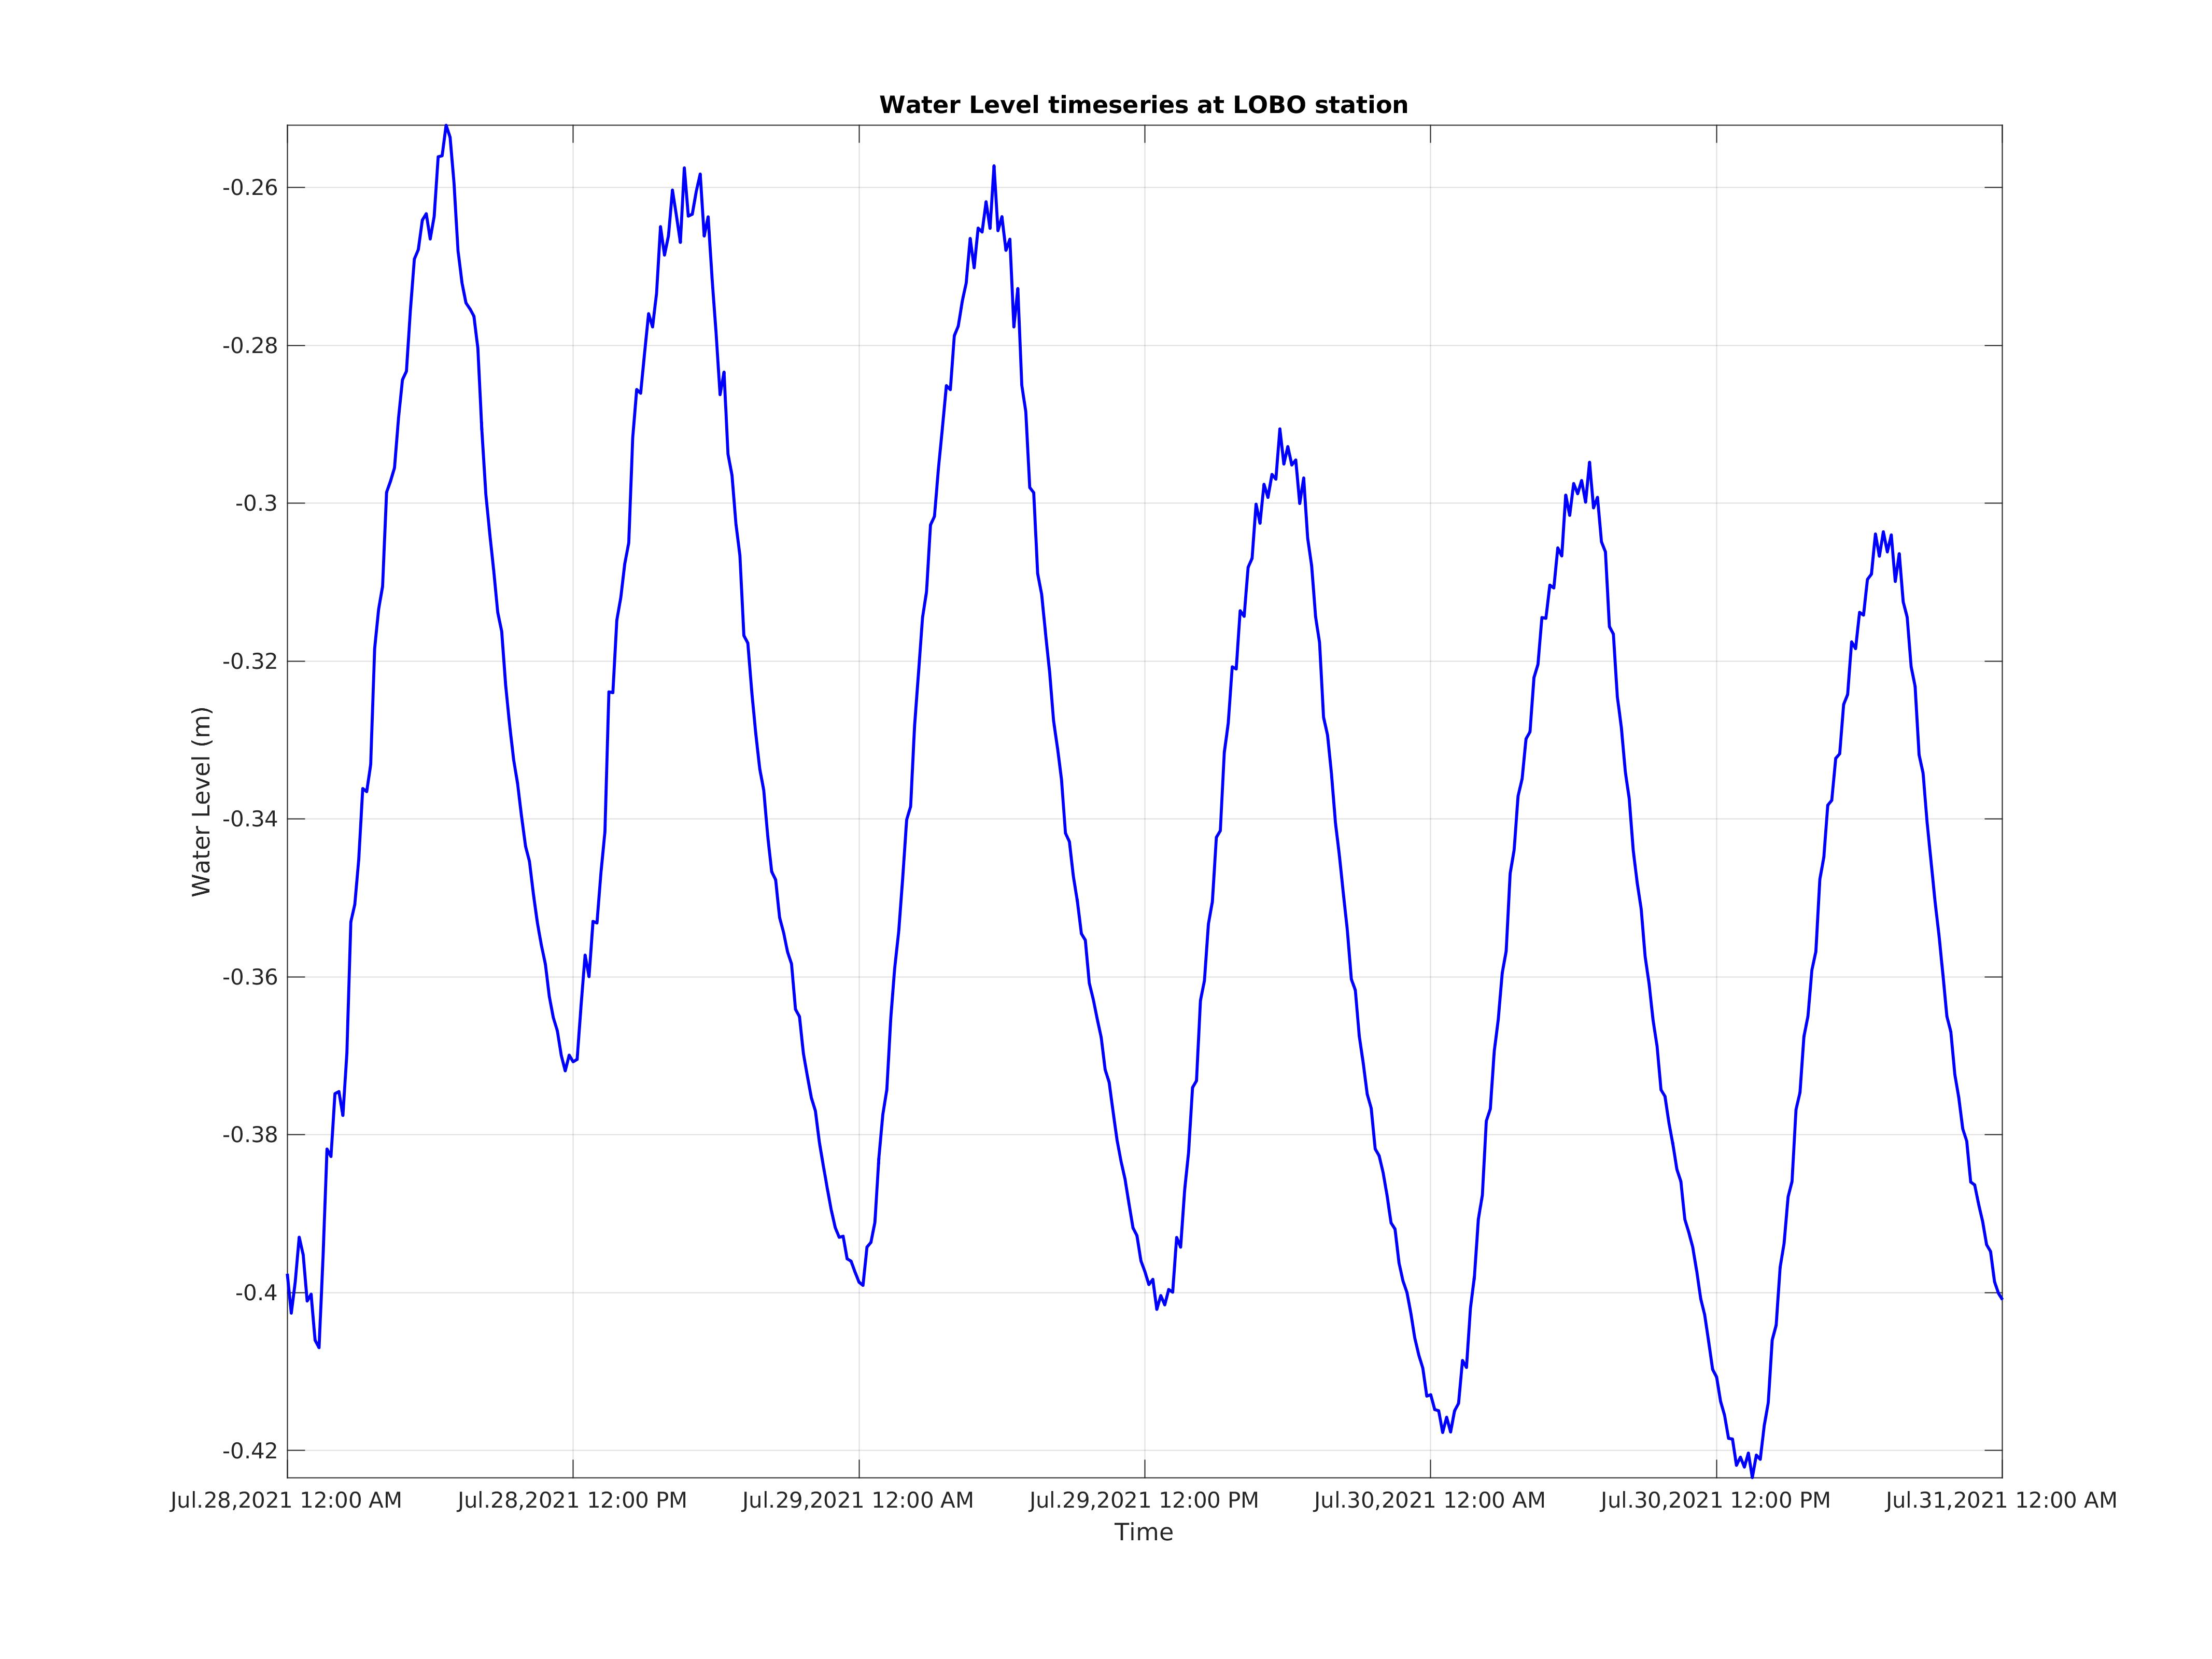 Water Level timeseries at LOBO station
-0.26
-0.28
-0.3
-0.32
-0.34
-0.36
-0.38
-0.4
-0.42
Water Level (m)
Jul.28,2021 12:00 AM
Jul.28,2021 12:00 PM
Jul.29,2021 12:00 AM
Jul.29,2021 12:00 PM
Jul.30,2021 12:00 AM
Jul.30,2021 12:00 PM
Jul.31,2021 12:00 AM
Time